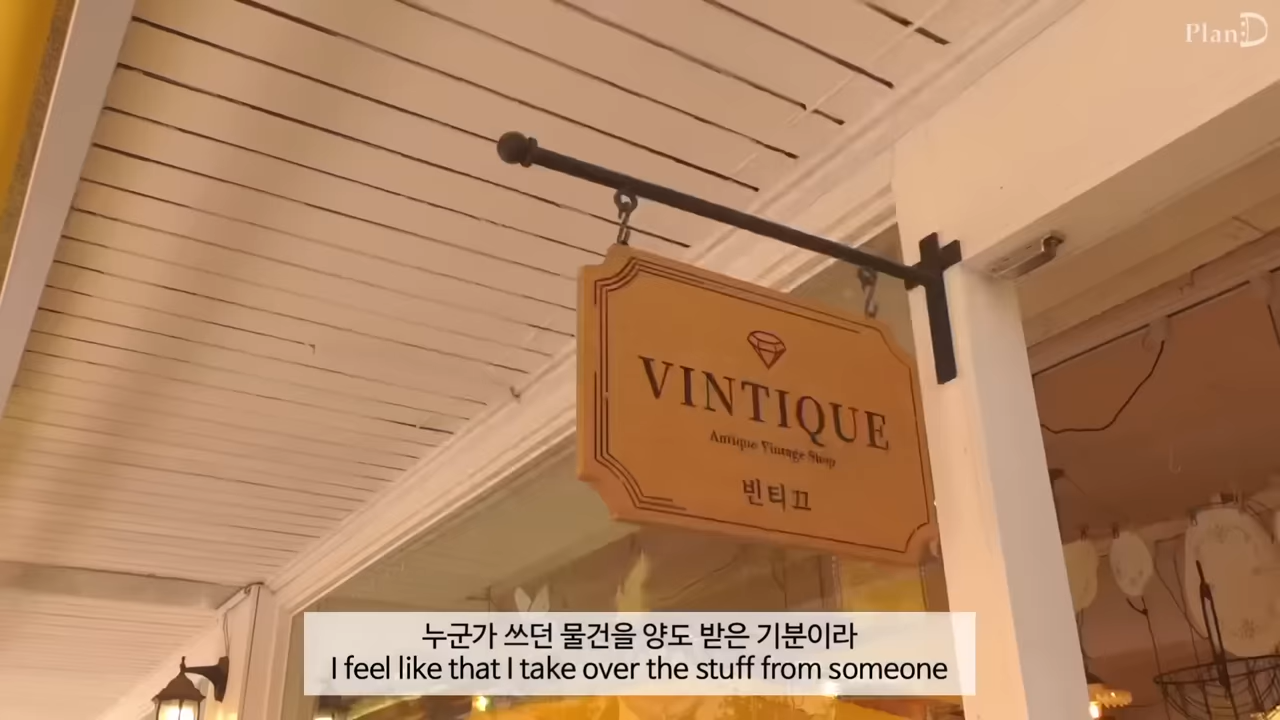 Plan:D
VINTIQUE
Antique Vintage Shop
빈티끄
누군가 쓰던 물건을 양도 받은 기분이라
I feel like that I take over the stuff from someone